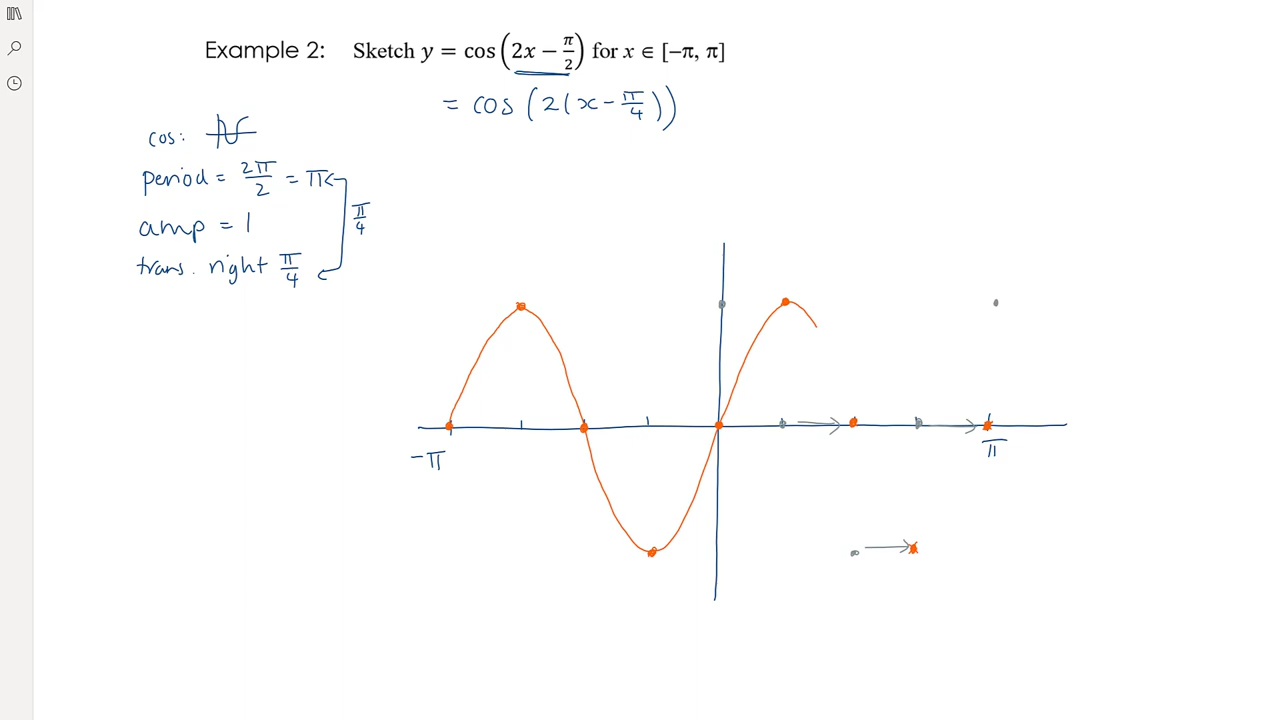 Example 2: Sketch y = cos(2x − π/2) for x ∈ [−π, π]
= cos(2(x − π/4))
cos:
period = 2π/2 = π
π/4
amp = 1
trans. right π/4
-π
π